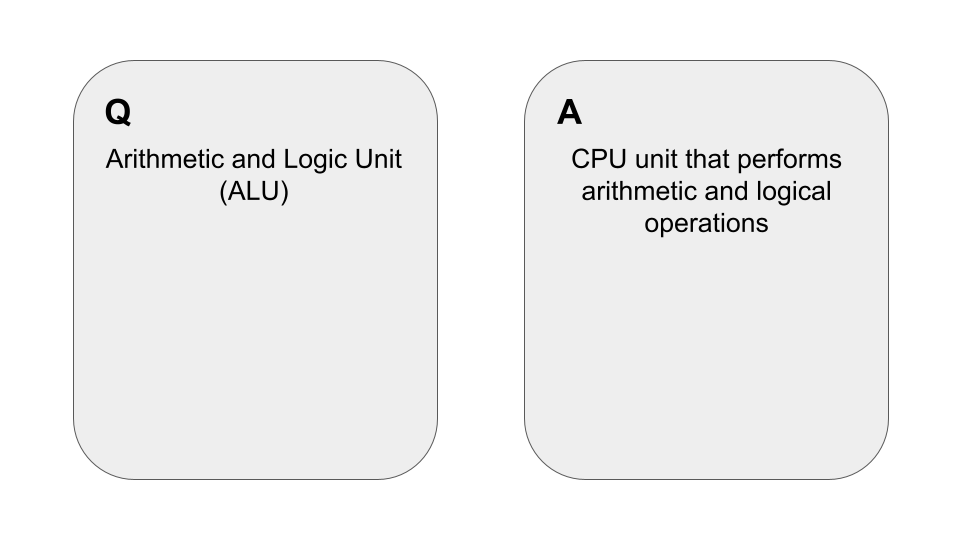 Q
Arithmetic and Logic Unit
(ALU)
A
CPU unit that performs
arithmetic and logical
operations